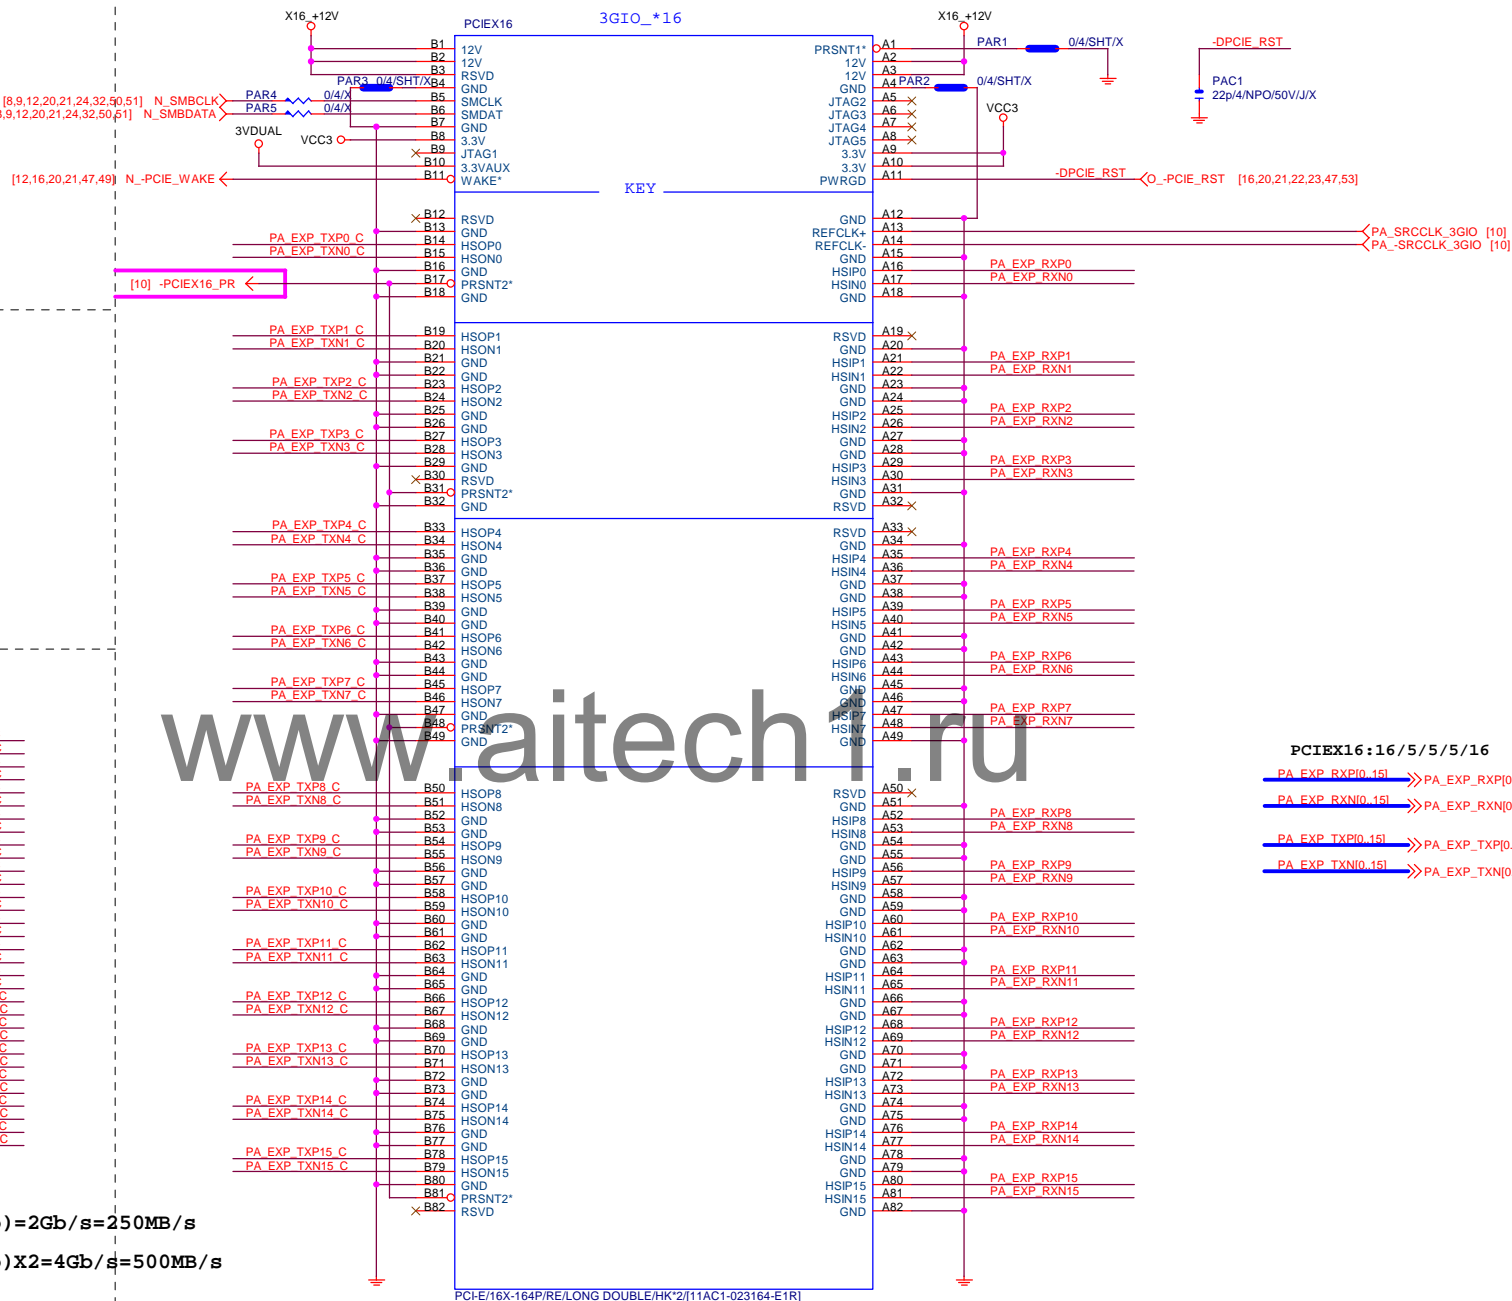 X16_+12V
PCIEX16
3GIO_*16
X16_+12V
B1 12V
B2 12V
B3 RSVD
B4 GND
B5 SMCLK
B6 SMDAT
B7 GND
B8 3.3V
B9 JTAG1
B10 3.3VAUX
B11 WAKE*
PRSNT1* A1
12V A2
12V A3
GND A4
JTAG2 A5
JTAG3 A6
JTAG4 A7
JTAG5 A8
3.3V A9
3.3V A10
PWRGD A11
PAR1 0/4/SHT/X
PAR3 0/4/SHT/X
PAR2 0/4/SHT/X
-DPCIE_RST
PAC1
22p/4/NPO/50V/J/X
[8,9,12,20,21,24,32,50,51] N_SMBCLK PAR4 0/4/X
,9,12,20,21,24,32,50,51] N_SMBDATA PAR5 0/4/X
3VDUAL
VCC3
VCC3
[12,16,20,21,47,49] N_-PCIE_WAKE
-DPCIE_RST O_-PCIE_RST [16,20,21,22,23,47,53]
KEY
B12 RSVD
B13 GND
PA_EXP_TXP0_C B14 HSOP0
PA_EXP_TXN0_C B15 HSON0
B16 GND
[10] -PCIEX16_PR B17 PRSNT2*
B18 GND
GND A12
REFCLK+ A13 PA_SRCCLK_3GIO [10]
REFCLK- A14 PA_-SRCCLK_3GIO [10]
GND A15
HSIP0 A16 PA_EXP_RXP0
HSIN0 A17 PA_EXP_RXN0
GND A18
PA_EXP_TXP1_C B19 HSOP1
PA_EXP_TXN1_C B20 HSON1
B21 GND
B22 GND
PA_EXP_TXP2_C B23 HSOP2
PA_EXP_TXN2_C B24 HSON2
B25 GND
B26 GND
PA_EXP_TXP3_C B27 HSOP3
PA_EXP_TXN3_C B28 HSON3
B29 GND
B30 RSVD
B31 PRSNT2*
B32 GND
RSVD A19
GND A20
HSIP1 A21 PA_EXP_RXP1
HSIN1 A22 PA_EXP_RXN1
GND A23
GND A24
HSIP2 A25 PA_EXP_RXP2
HSIN2 A26 PA_EXP_RXN2
GND A27
GND A28
HSIP3 A29 PA_EXP_RXP3
HSIN3 A30 PA_EXP_RXN3
GND A31
RSVD A32
PA_EXP_TXP4_C B33 HSOP4
PA_EXP_TXN4_C B34 HSON4
B35 GND
B36 GND
PA_EXP_TXP5_C B37 HSOP5
PA_EXP_TXN5_C B38 HSON5
B39 GND
B40 GND
PA_EXP_TXP6_C B41 HSOP6
PA_EXP_TXN6_C B42 HSON6
B43 GND
B44 GND
PA_EXP_TXP7_C B45 HSOP7
PA_EXP_TXN7_C B46 HSON7
B47 GND
B48 PRSNT2*
B49 GND
RSVD A33
GND A34
HSIP4 A35 PA_EXP_RXP4
HSIN4 A36 PA_EXP_RXN4
GND A37
GND A38
HSIP5 A39 PA_EXP_RXP5
HSIN5 A40 PA_EXP_RXN5
GND A41
GND A42
HSIP6 A43 PA_EXP_RXP6
HSIN6 A44 PA_EXP_RXN6
GND A45
GND A46
HSIP7 A47 PA_EXP_RXP7
HSIN7 A48 PA_EXP_RXN7
GND A49
www.aitech1.ru
PCIEX16:16/5/5/5/16
PA_EXP_RXP[0..15] PA_EXP_RXP[0
PA_EXP_RXN[0..15] PA_EXP_RXN[0
PA_EXP_TXP[0..15] PA_EXP_TXP[0.
PA_EXP_TXN[0..15] PA_EXP_TXN[0
PA_EXP_TXP8_C B50 HSOP8
PA_EXP_TXN8_C B51 HSON8
B52 GND
B53 GND
PA_EXP_TXP9_C B54 HSOP9
PA_EXP_TXN9_C B55 HSON9
B56 GND
B57 GND
PA_EXP_TXP10_C B58 HSOP10
PA_EXP_TXN10_C B59 HSON10
B60 GND
B61 GND
PA_EXP_TXP11_C B62 HSOP11
PA_EXP_TXN11_C B63 HSON11
B64 GND
B65 GND
PA_EXP_TXP12_C B66 HSOP12
PA_EXP_TXN12_C B67 HSON12
B68 GND
B69 GND
PA_EXP_TXP13_C B70 HSOP13
PA_EXP_TXN13_C B71 HSON13
B72 GND
B73 GND
PA_EXP_TXP14_C B74 HSOP14
PA_EXP_TXN14_C B75 HSON14
B76 GND
B77 GND
PA_EXP_TXP15_C B78 HSOP15
PA_EXP_TXN15_C B79 HSON15
B80 GND
B81 PRSNT2*
B82 RSVD
RSVD A50
GND A51
HSIP8 A52 PA_EXP_RXP8
HSIN8 A53 PA_EXP_RXN8
GND A54
GND A55
HSIP9 A56 PA_EXP_RXP9
HSIN9 A57 PA_EXP_RXN9
GND A58
GND A59
HSIP10 A60 PA_EXP_RXP10
HSIN10 A61 PA_EXP_RXN10
GND A62
GND A63
HSIP11 A64 PA_EXP_RXP11
HSIN11 A65 PA_EXP_RXN11
GND A66
GND A67
HSIP12 A68 PA_EXP_RXP12
HSIN12 A69 PA_EXP_RXN12
GND A70
GND A71
HSIP13 A72 PA_EXP_RXP13
HSIN13 A73 PA_EXP_RXN13
GND A74
GND A75
HSIP14 A76 PA_EXP_RXP14
HSIN14 A77 PA_EXP_RXN14
GND A78
GND A79
HSIP15 A80 PA_EXP_RXP15
HSIN15 A81 PA_EXP_RXN15
GND A82
)=2Gb/s=250MB/s
)X2=4Gb/s=500MB/s
PCI-E/16X-164P/RE/LONG DOUBLE/HK*2/[11AC1-023164-E1R]